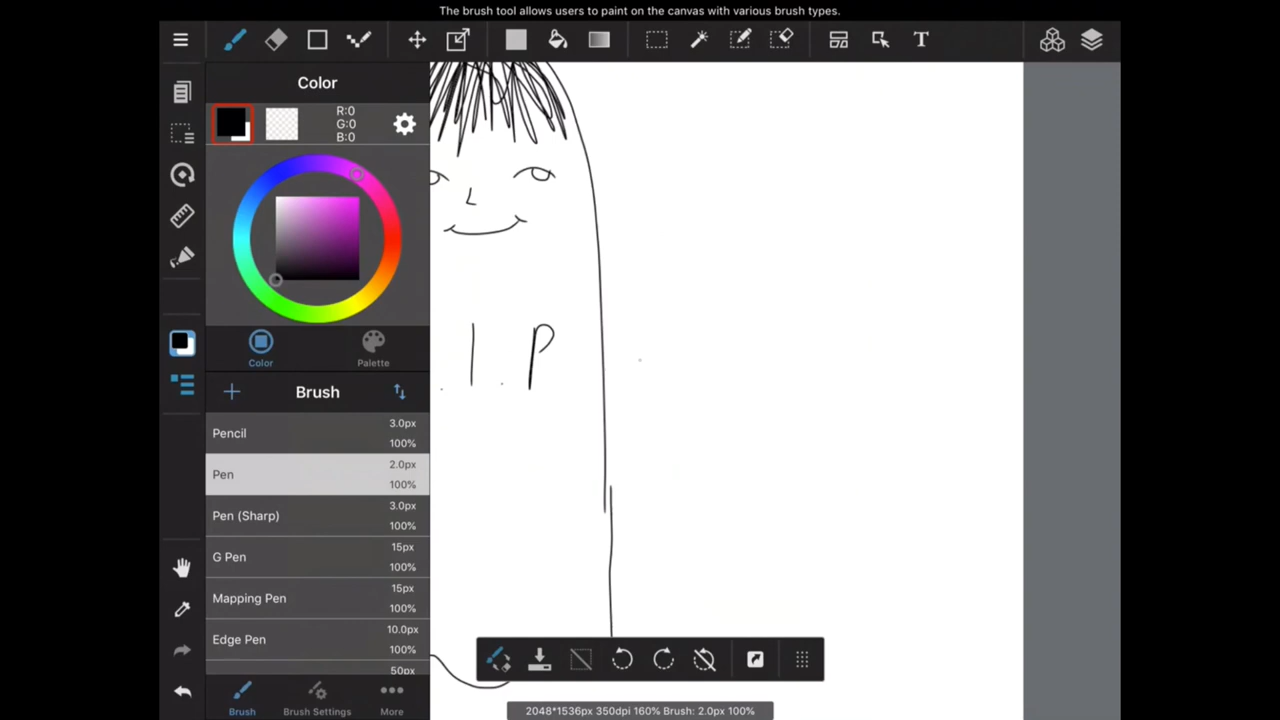 The brush tool allows users to paint on the canvas with various brush types.
T
Color
R:0
G:0
B:0
Color
Palette
Brush
Pencil
3.0px
100%
Pen
2.0px
100%
Pen (Sharp)
3.0px
100%
G Pen
15px
100%
Mapping Pen
15px
100%
Edge Pen
10.0px
100%
50px
. I . P
Brush
Brush Settings
More
2048*1536px 350dpi 160% Brush: 2.0px 100%